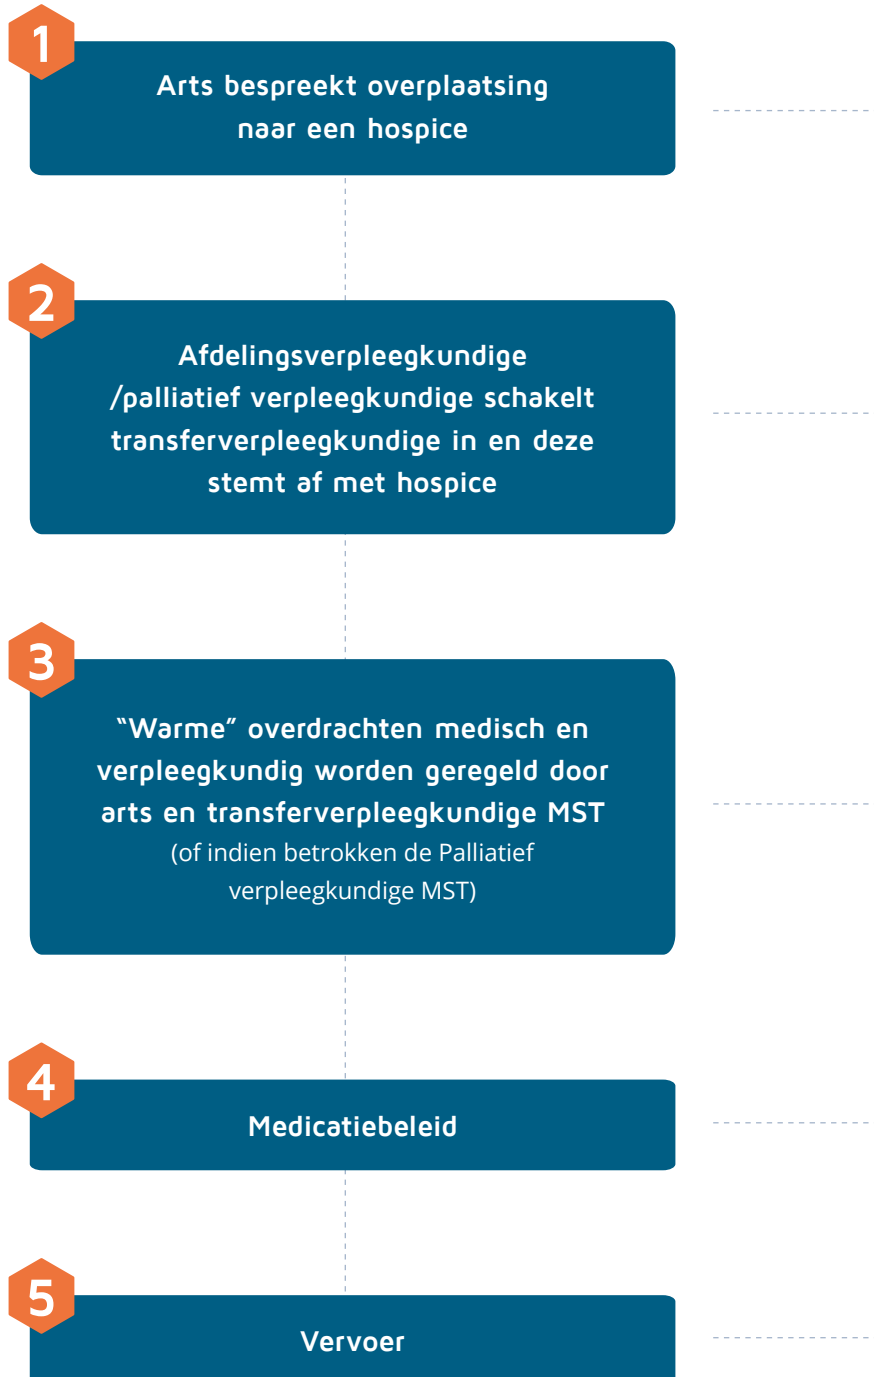 1
Arts bespreekt overplaatsing
naar een hospice
2
Afdelingsverpleegkundige
/palliatief verpleegkundige schakelt
transferverpleegkundige in en deze
stemt af met hospice
3
“Warme” overdrachten medisch en
verpleegkundig worden geregeld door
arts en transferverpleegkundige MST
(of indien betrokken de Palliatief
verpleegkundige MST)
4
Medicatiebeleid
5
Vervoer